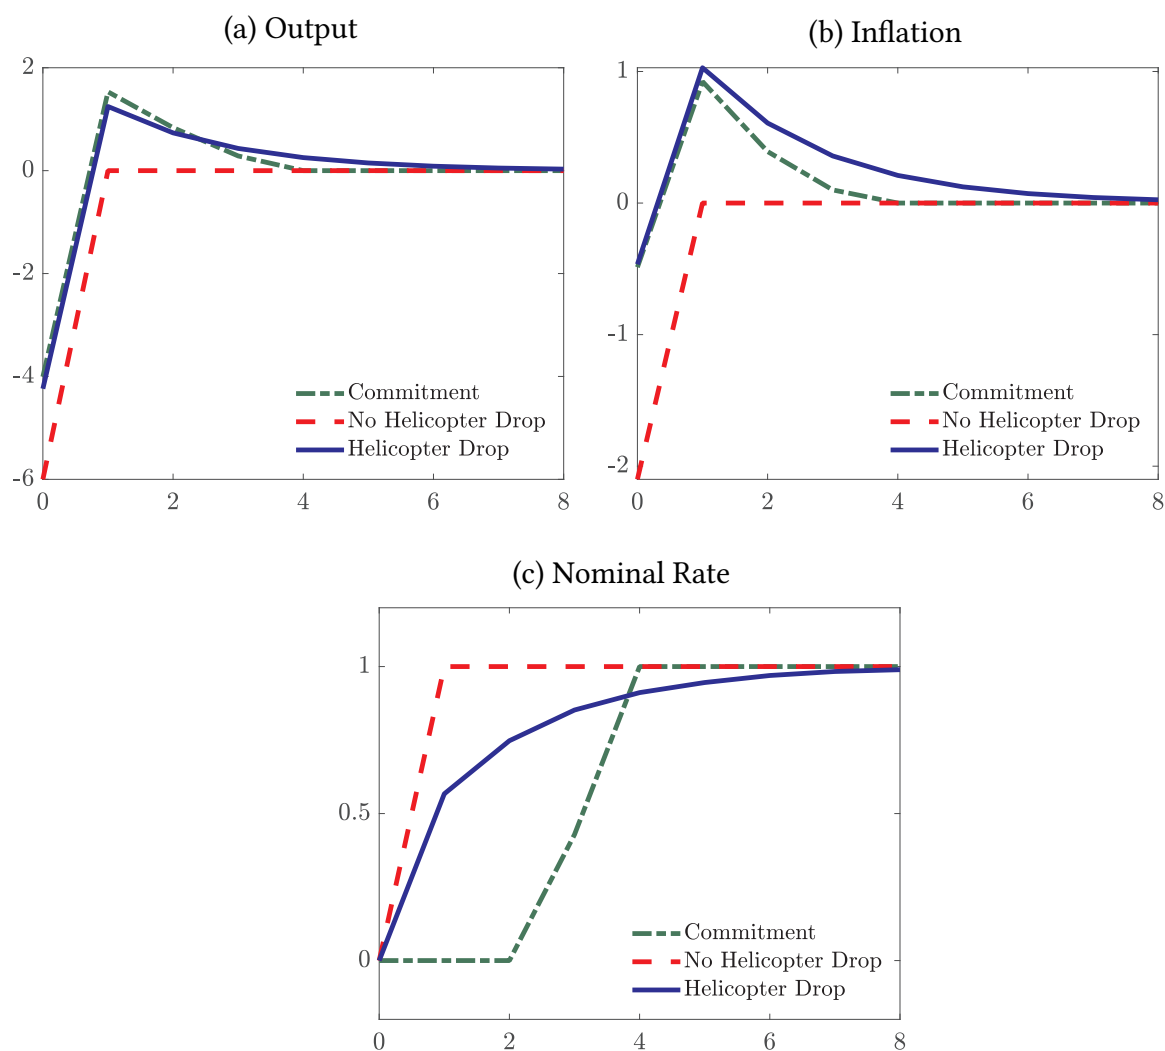 (a) Output
2
0
-2
-4
-6
0 2 4 6 8
Commitment
No Helicopter Drop
Helicopter Drop
(b) Inflation
1
0
-1
-2
0 2 4 6 8
Commitment
No Helicopter Drop
Helicopter Drop
(c) Nominal Rate
1
0.5
0
0 2 4 6 8
Commitment
No Helicopter Drop
Helicopter Drop